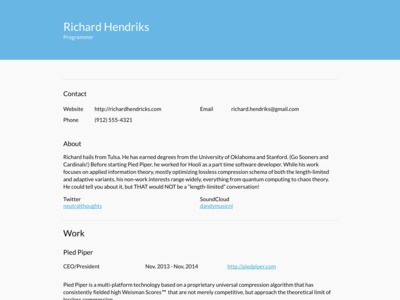 Richard Hendriks
Programmer
Contact
Website http://richardhendricks.com Email richard.hendriks@gmail.com
Phone (912) 555-4321
About
Richard hails from Tulsa. He has earned degrees from the University of Oklahoma and Stanford. (Go Sooners and
Cardinals!) Before starting Pied Piper, he worked for Hooli as a part time software developer. While his work
focuses on applied information theory, mostly optimizing lossless compression schema of both the length-limited
and adaptive variants, his non-work interests range widely, everything from quantum computing to chaos theory.
He could tell you about it, but THAT would NOT be a "length-limited" conversation!
Twitter SoundCloud
neutralthoughts dandymusicnl
Work
Pied Piper
CEO/President Nov, 2013 - Nov, 2014 http://piedpiper.com
Pied Piper is a multi-platform technology based on a proprietary universal compression algorithm that has
consistently fielded high Weisman Scores™ that are not merely competitive, but approach the theoretical limit of
lossless compression.